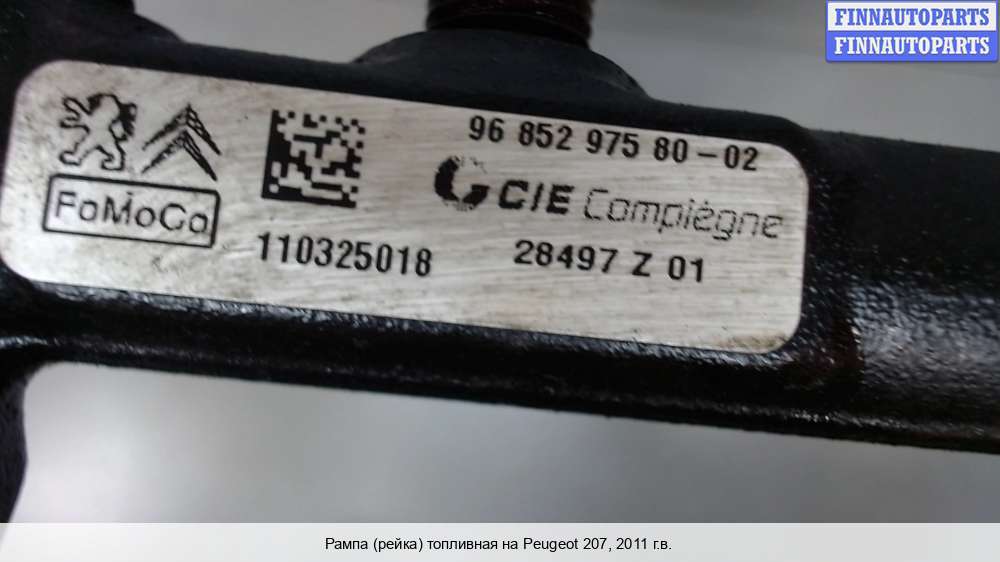 FINNAUTOPARTS
FINNAUTOPARTS
96 852 975 80-02
CIE Compiègne
FoMoCo
110325018
28497 Z 01
Рампа (рейка) топливная на Peugeot 207, 2011 г.в.